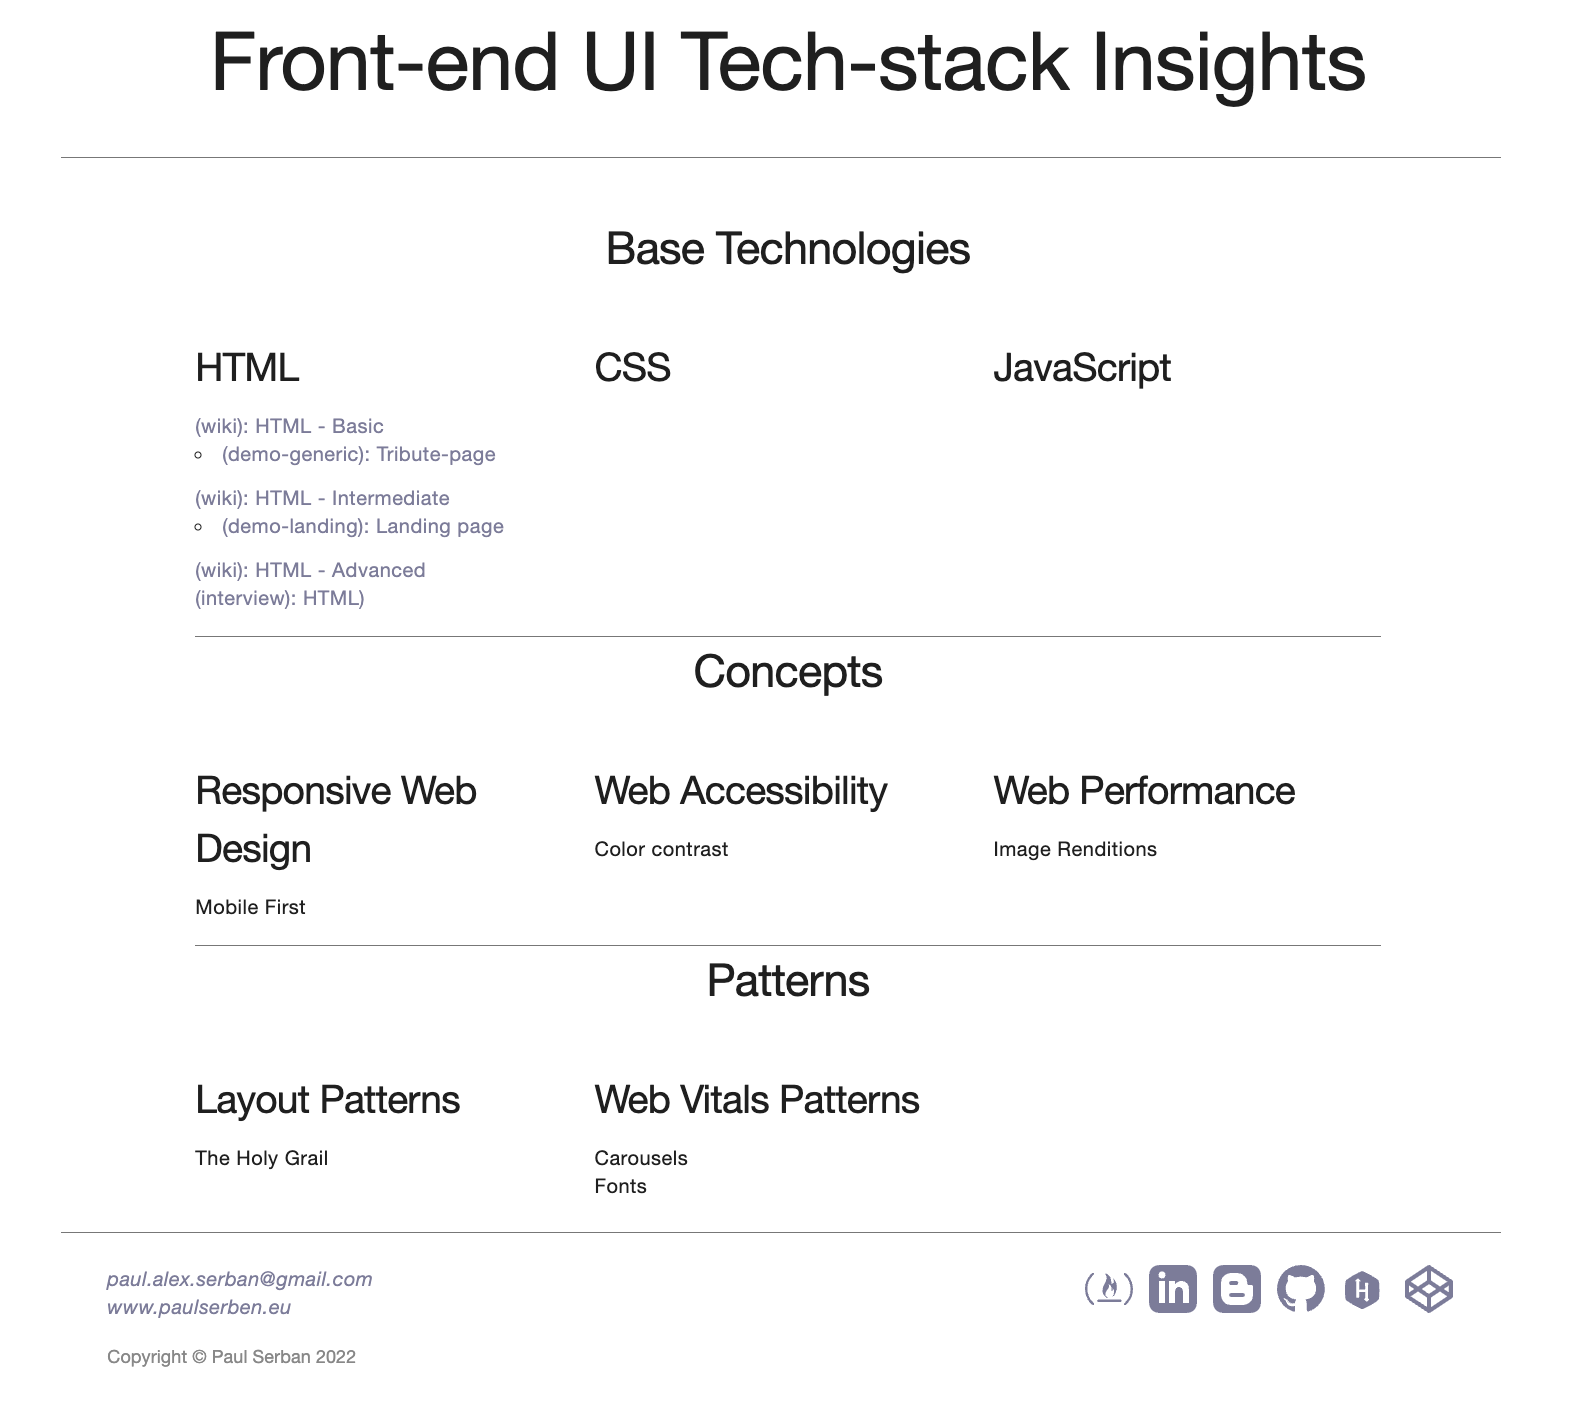 Front-end UI Tech-stack Insights
Base Technologies
HTML
(wiki): HTML - Basic
(demo-generic): Tribute-page
(wiki): HTML - Intermediate
(demo-landing): Landing page
(wiki): HTML - Advanced
(interview): HTML)
CSS
JavaScript
Concepts
Responsive Web
Design
Mobile First
Web Accessibility
Color contrast
Web Performance
Image Renditions
Patterns
Layout Patterns
The Holy Grail
Web Vitals Patterns
Carousels
Fonts
paul.alex.serban@gmail.com
www.paulserben.eu
Copyright © Paul Serban 2022
in
B
H